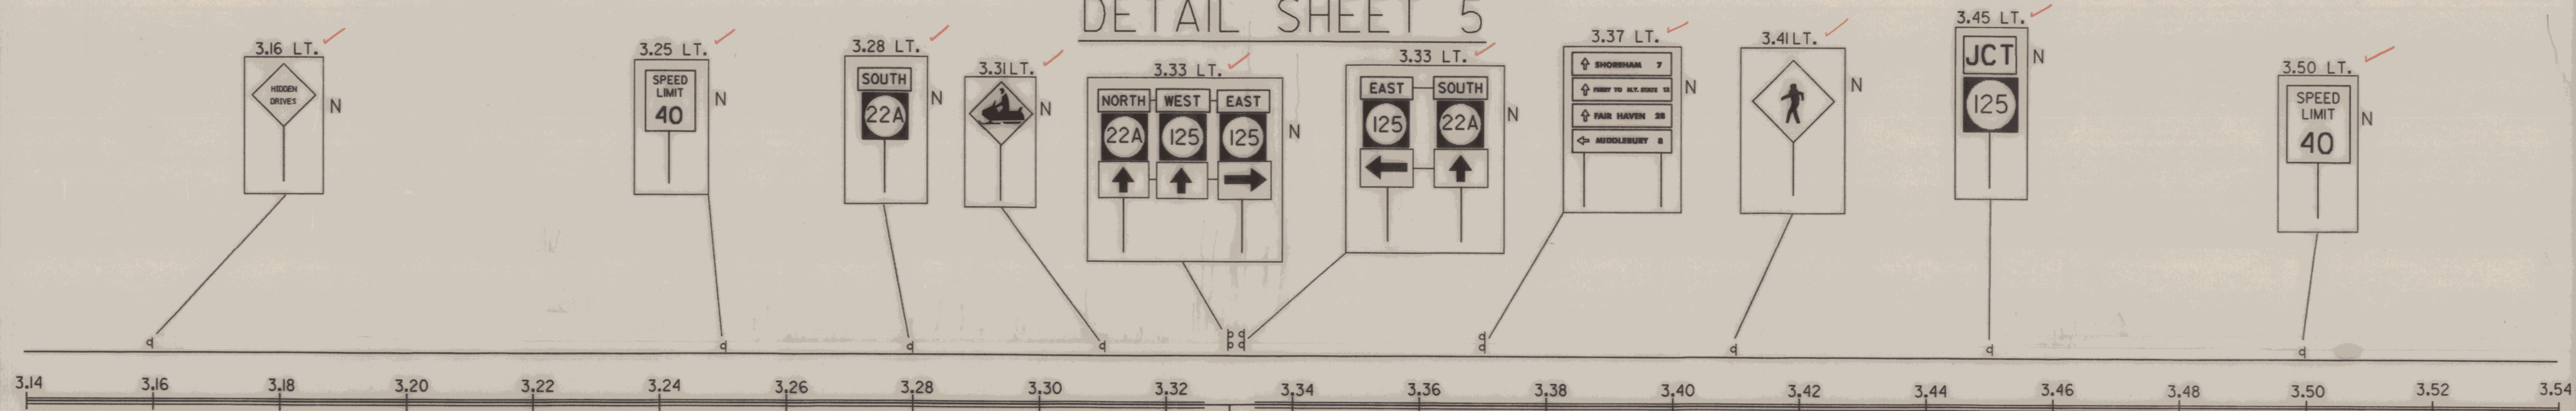 DETAIL SHEET 5
3.16 LT.
HIDDEN
DRIVES
N
3.25 LT.
SPEED
LIMIT
40
N
3.28 LT.
SOUTH
22A
N
3.31 LT.
N
3.33 LT.
NORTH WEST EAST
22A 125 125
N
3.33 LT.
EAST SOUTH
125 22A
N
3.37 LT.
SHOREHAM 7
FERRY TO N.Y. STATE 12
FAIR HAVEN 28
MIDDLEBURY 8
N
3.41 LT.
N
3.45 LT.
JCT
125
N
3.50 LT.
SPEED
LIMIT
40
N
3.14 3.16 3.18 3.20 3.22 3.24 3.26 3.28 3.30 3.32 3.34 3.36 3.38 3.40 3.42 3.44 3.46 3.48 3.50 3.52 3.54